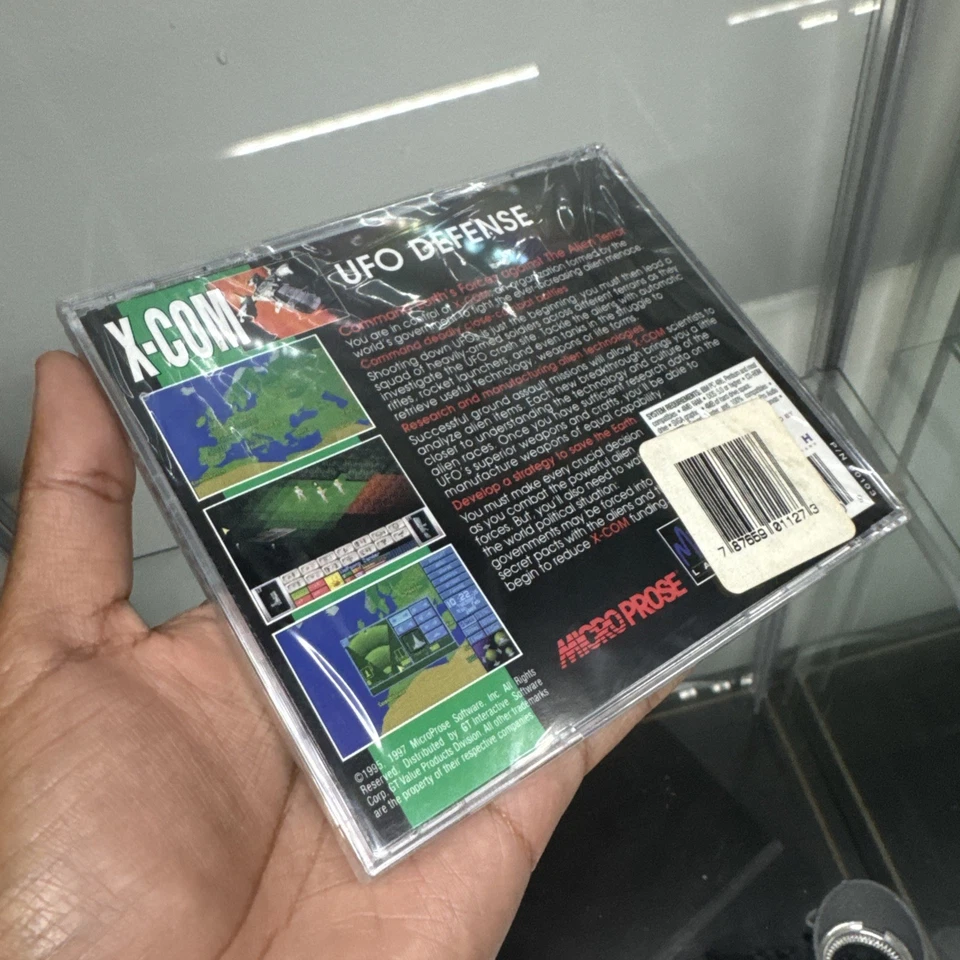 UFO DEFENSE
X-COM
Command Earth's Forces against the Alien Terror
You are in control of X-COM: an organization formed by the
world's government to fight the ever-increasing alien menace.
Command deadly close-combat battles
Shooting down UFOs is just the beginning: you must then lead a
squad of heavily-armed soldiers across different terrains as they
investigate the UFO crash site. Tackle the aliens with automatic
rifles, rocket launchers, and even tanks in the struggle to
retrieve useful technology, weapons or life forms.
Research and manufacturing alien technologies
Successful ground assault missions will allow X-COM scientists to
analyze alien items. Each new breakthrough brings you a little
closer to understanding the technology and culture of the
alien races. Once you have sufficient research data on the
UFO's superior weapons and crafts, you'll be able to
manufacture weapons of equal capability.
Develop a strategy to save the Earth
You must make every crucial decision
as you combat the powerful alien
forces. But you'll also need to
the world political situation:
governments may be forced into
secret pacts with the aliens and
begin to reduce X-COM funding
SYSTEM REQUIREMENTS:
7 87669 01127 3
MICROPROSE
©1995, 1997 MicroProse Software, Inc. All Rights
Reserved. Distributed by GT Interactive Software
Corp. GT Value Products Division All other trademarks
are the property of their respective companies.